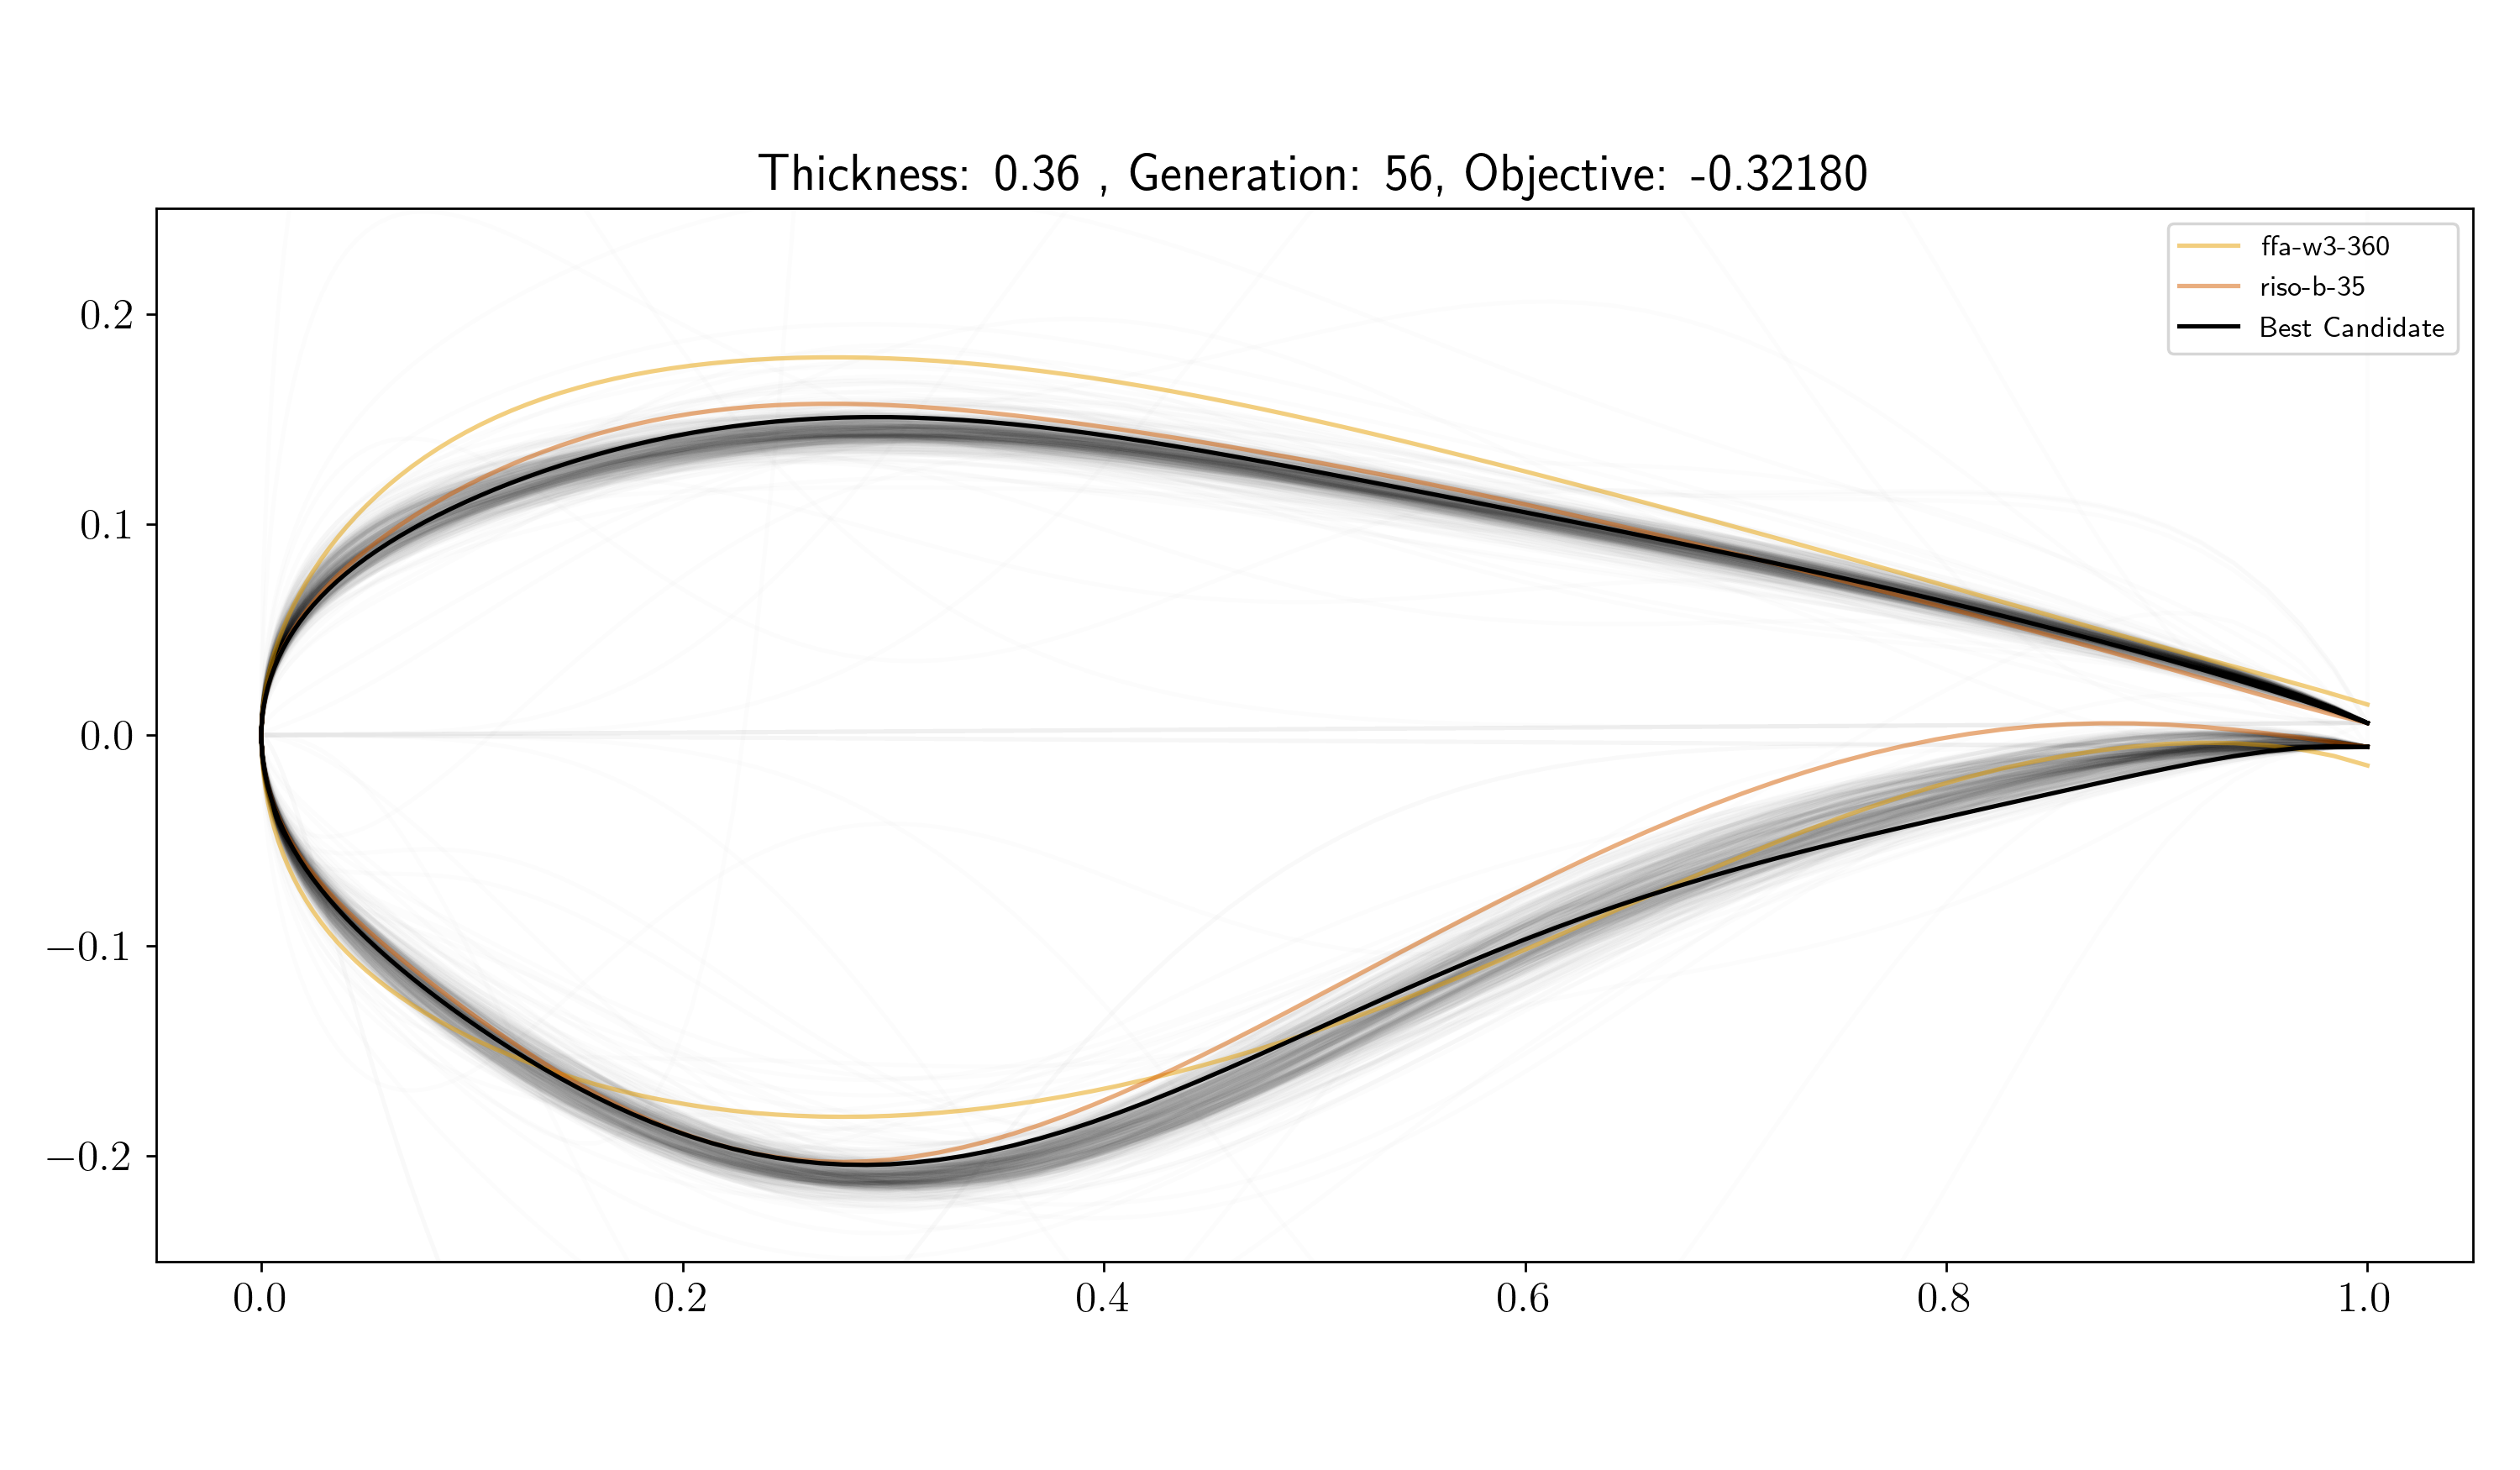 Thickness: 0.36 , Generation: 56, Objective: -0.32180
ffa-w3-360
riso-b-35
Best Candidate
0.2
0.1
0.0
−0.1
−0.2
0.0 0.2 0.4 0.6 0.8 1.0